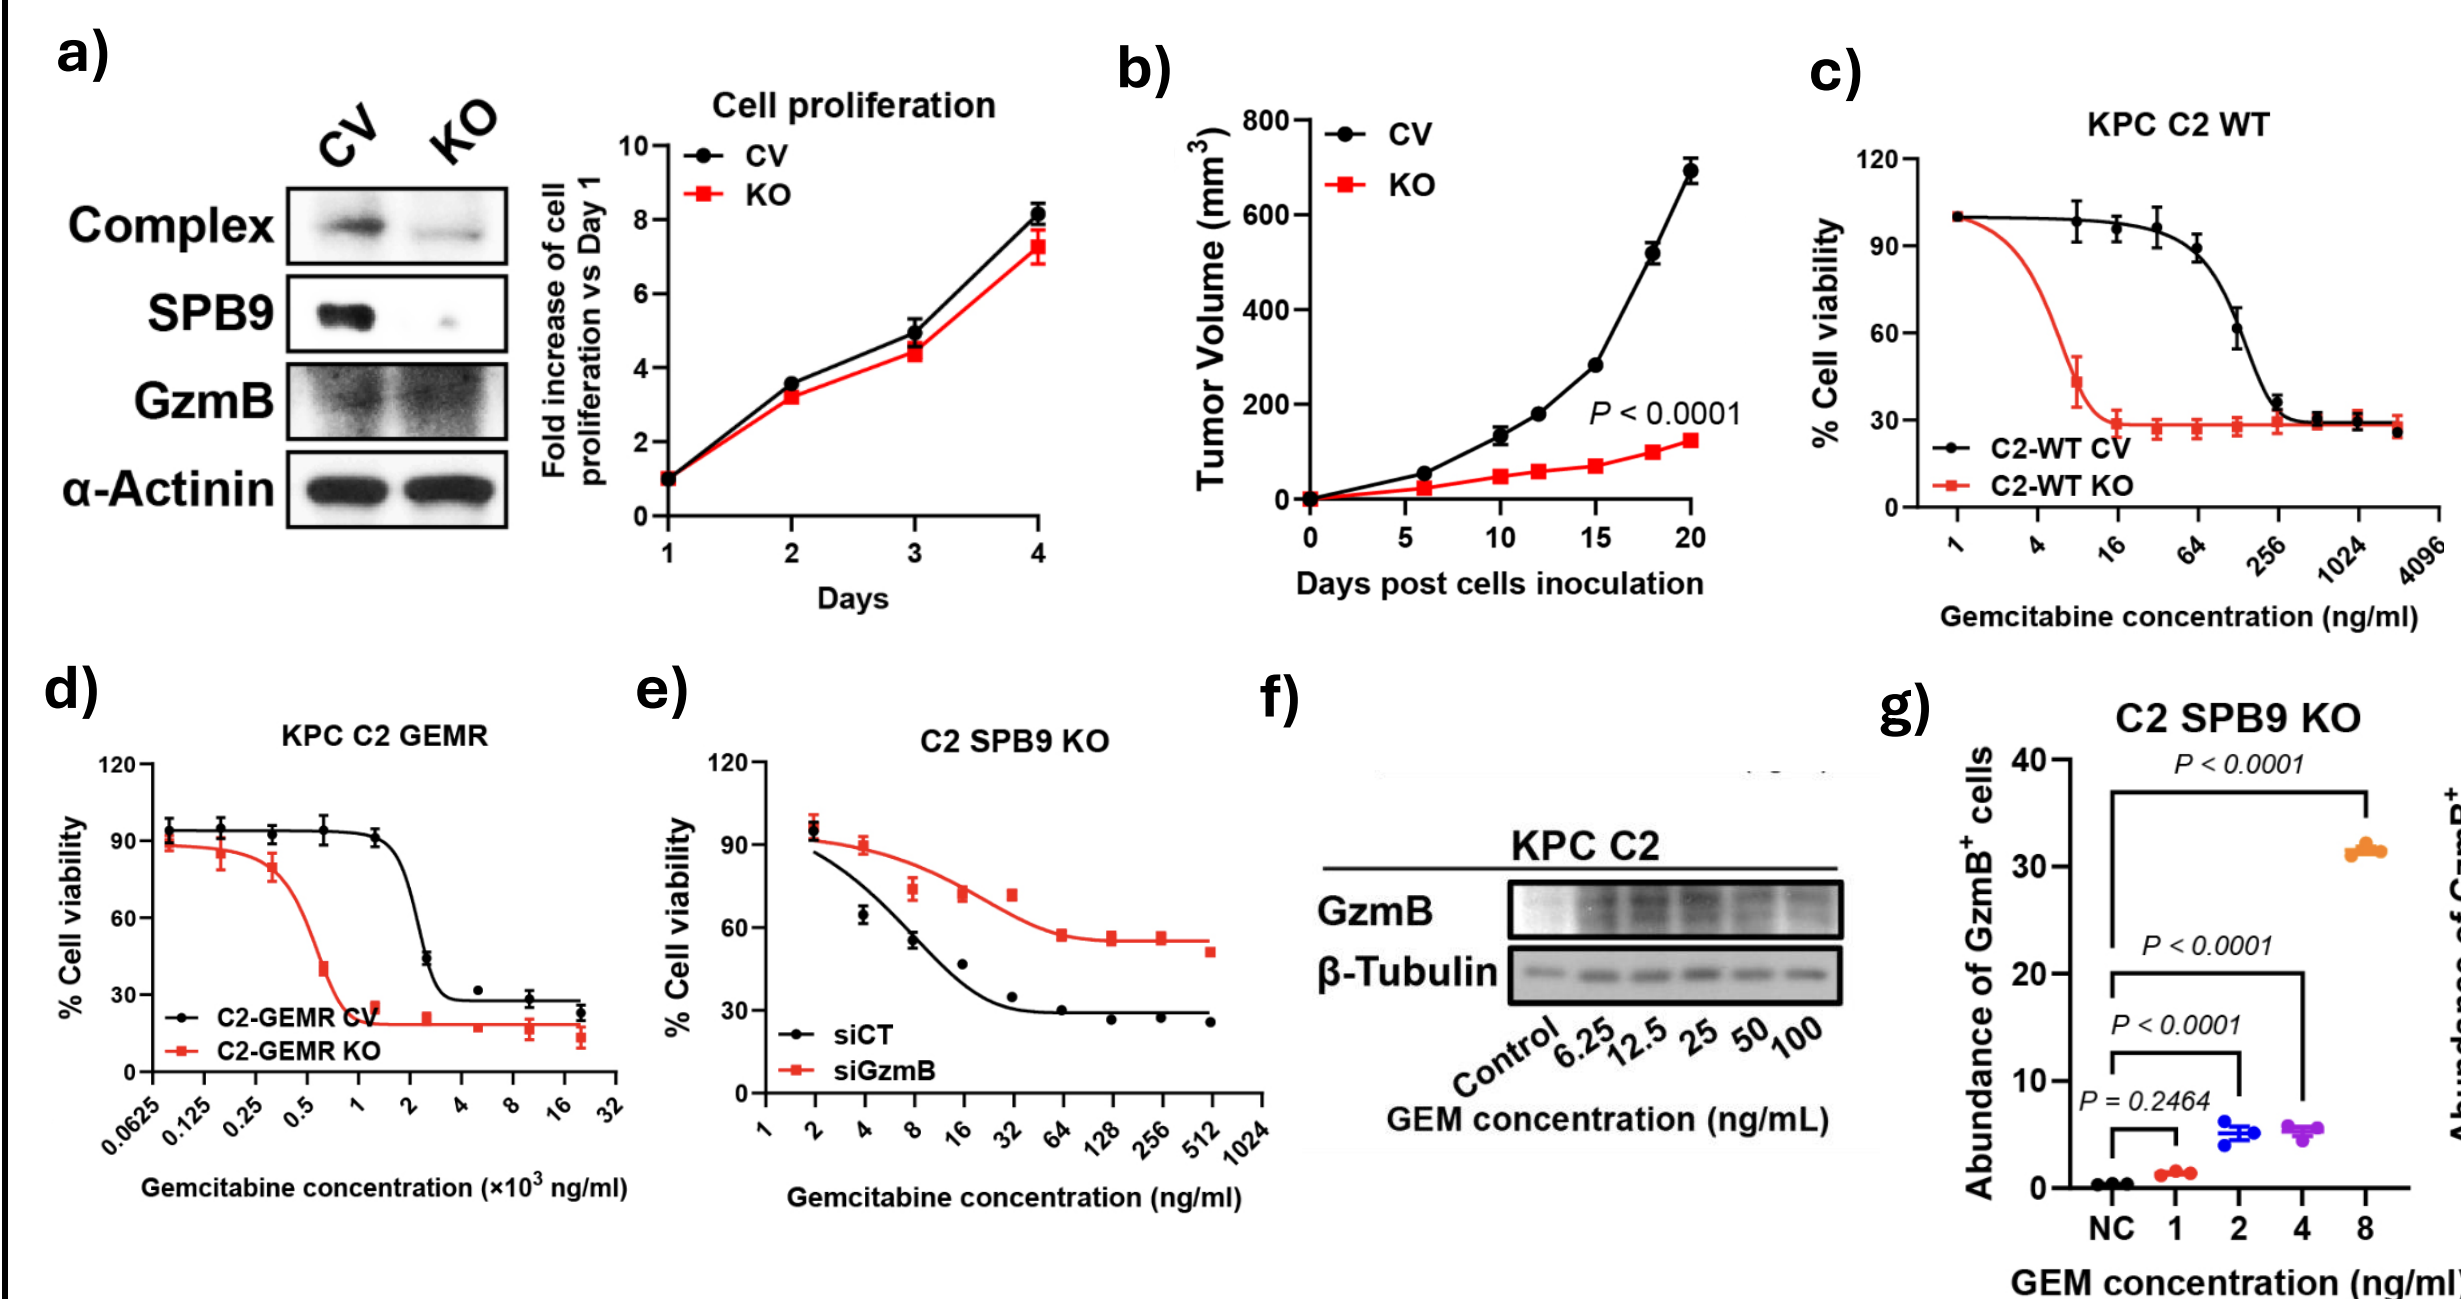 a)
CV
KO
Complex
SPB9
GzmB
α-Actinin
Cell proliferation
CV
KO
Fold increase of cell
proliferation vs Day 1
10
8
6
4
2
0
1 2 3 4
Days
b)
Tumor Volume (mm³)
800
600
400
200
0
CV
KO
P < 0.0001
0 5 10 15 20
Days post cells inoculation
c)
KPC C2 WT
% Cell viability
120
90
60
30
0
C2-WT CV
C2-WT KO
1 4 16 64 256 1024 4096
Gemcitabine concentration (ng/ml)
d)
KPC C2 GEMR
% Cell viability
120
90
60
30
0
C2-GEMR CV
C2-GEMR KO
0.0625 0.125 0.25 0.5 1 2 4 8 16 32
Gemcitabine concentration (×10³ ng/ml)
e)
C2 SPB9 KO
% Cell viability
120
90
60
30
0
siCT
siGzmB
1 2 4 8 16 32 64 128 256 512 1024
Gemcitabine concentration (ng/ml)
f)
KPC C2
GzmB
β-Tubulin
Control 6.25 12.5 25 50 100
GEM concentration (ng/mL)
g)
C2 SPB9 KO
Abundance of GzmB⁺ cells
40
30
20
10
0
P < 0.0001
P < 0.0001
P < 0.0001
P = 0.2464
NC 1 2 4 8
GEM concentration (ng/ml